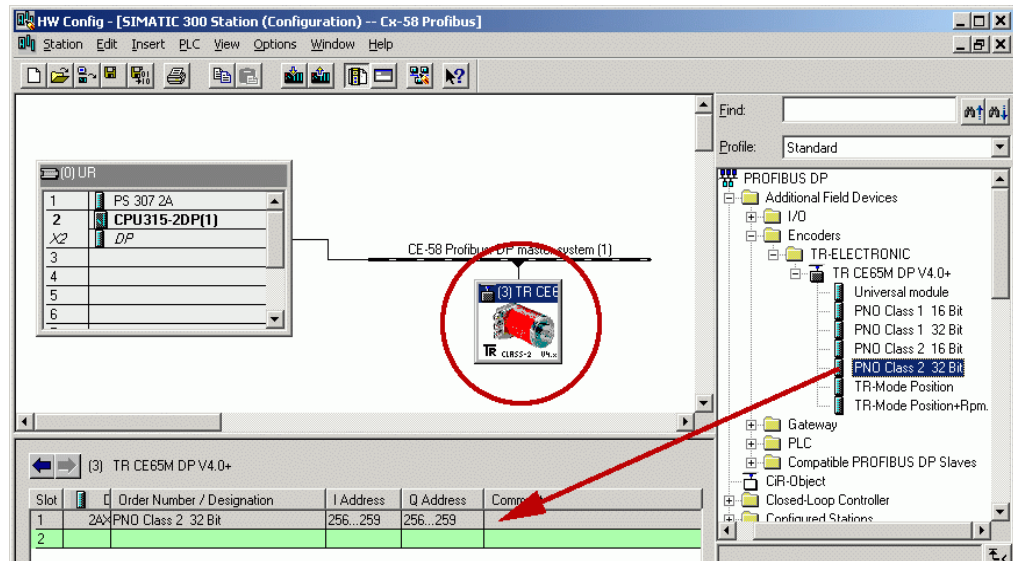 HW Config - [SIMATIC 300 Station (Configuration) -- Cx-58 Profibus]
Station Edit Insert PLC View Options Window Help
(0) UR
1 PS 307 2A
2 CPU315-2DP(1)
X2 DP
3
4
5
6
CE-58 Profibus DP master system (1)
(3) TR CE6
TR CLASS-2 V4.x
Find:
Profile: Standard
PROFIBUS DP
Additional Field Devices
I/O
Encoders
TR-ELECTRONIC
TR CE65M DP V4.0+
Universal module
PNO Class 1 16 Bit
PNO Class 1 32 Bit
PNO Class 2 16 Bit
PNO Class 2 32 Bit
TR-Mode Position
TR-Mode Position+Rpm.
Gateway
PLC
Compatible PROFIBUS DP Slaves
CiR-Object
Closed-Loop Controller
Configured Stations
(3) TR CE65M DP V4.0+
Slot Order Number / Designation I Address Q Address Comment
1 2AX PNO Class 2 32 Bit 256...259 256...259
2